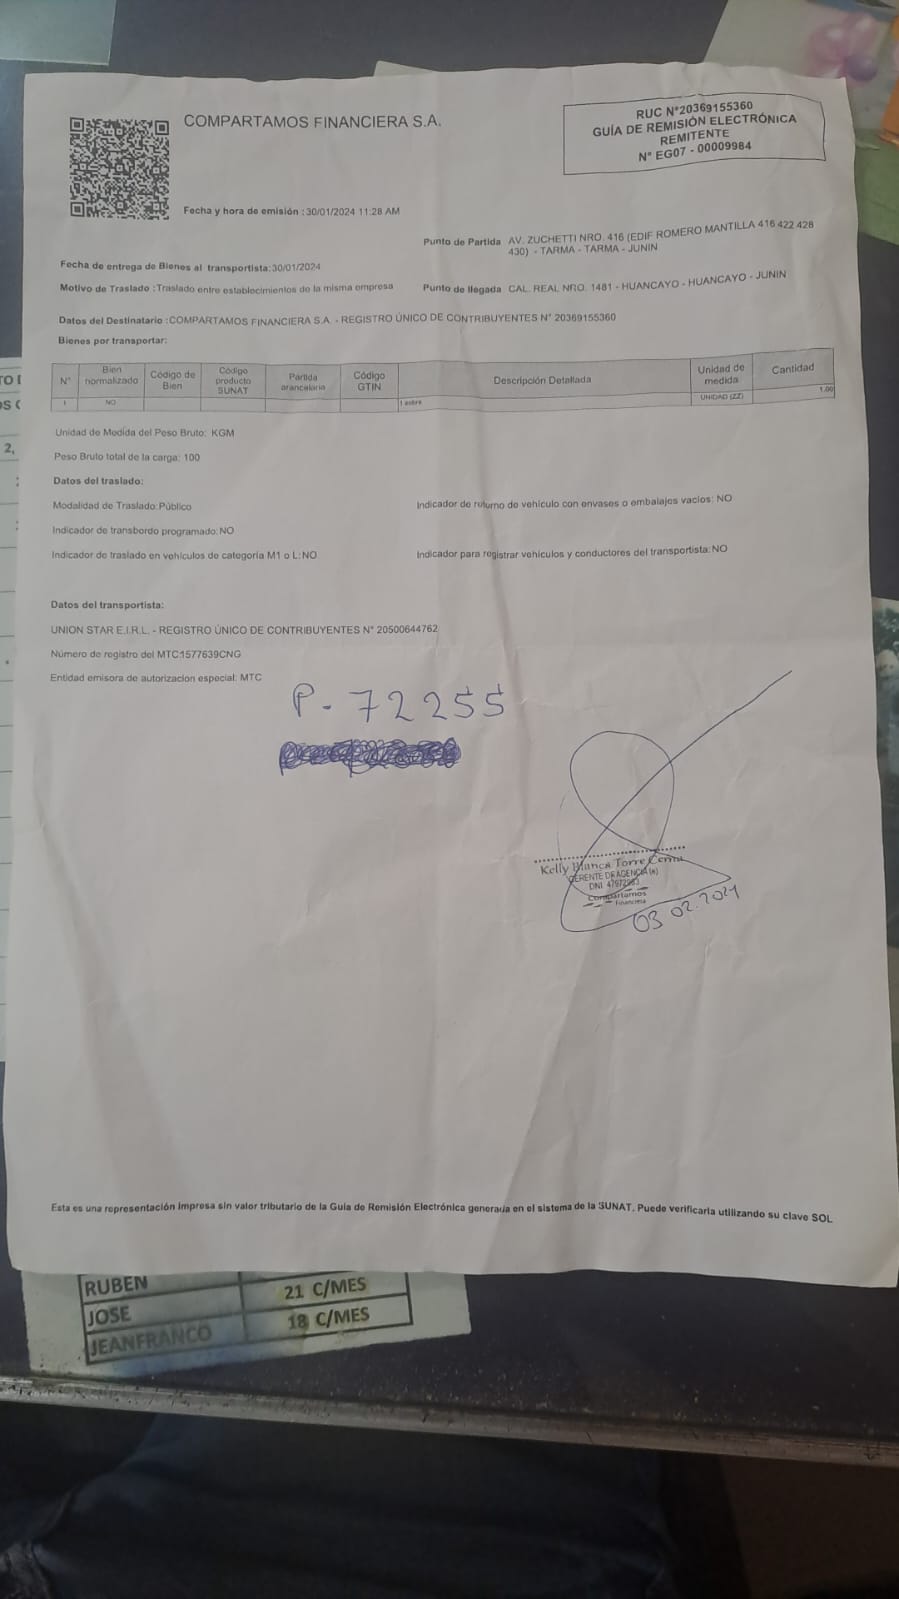 COMPARTAMOS FINANCIERA S.A.
RUC N°20369155360
GUÍA DE REMISIÓN ELECTRÓNICA
REMITENTE
N° EG07 - 00009984
Fecha y hora de emisión : 30/01/2024 11:28 AM
Punto de Partida AV. ZUCHETTI NRO. 416 (EDIF ROMERO MANTILLA 416 422 428
430) - TARMA - TARMA - JUNIN
Fecha de entrega de Bienes al transportista:30/01/2024
Motivo de Traslado :Traslado entre establecimientos de la misma empresa
Punto de llegada CAL. REAL NRO. 1481 - HUANCAYO - HUANCAYO - JUNIN
Datos del Destinatario :COMPARTAMOS FINANCIERA S.A. - REGISTRO ÚNICO DE CONTRIBUYENTES N° 20369155360
Bienes por transportar:
N° Bien normalizado Código de Bien Código producto SUNAT Partida arancelaria Código GTIN Descripción Detallada Unidad de medida Cantidad
1 NO 1 sobre UNIDAD (ZZ) 1.00
Unidad de Medida del Peso Bruto: KGM
Peso Bruto total de la carga: 100
Datos del traslado:
Modalidad de Traslado:Público
Indicador de retorno de vehículo con envases o embalajes vacíos: NO
Indicador de transbordo programado:NO
Indicador de traslado en vehículos de categoría M1 o L:NO
Indicador para registrar vehículos y conductores del transportista:NO
Datos del transportista:
UNION STAR E.I.R.L. - REGISTRO ÚNICO DE CONTRIBUYENTES N° 20500644762
Número de registro del MTC1577639CNG
Entidad emisora de autorizacion especial: MTC
P - 72255
Kelly Blanca Torre
GERENTE DE AGENCIA (e)
DNI
Compartamos
financiera
03 02.2024
Esta es una representación impresa sin valor tributario de la Guía de Remisión Electrónica generada en el sistema de la SUNAT. Puede verificarla utilizando su clave SOL
RUBEN 21 C/MES
JOSE 18 C/MES
JEANFRANCO
TO
OS
2,